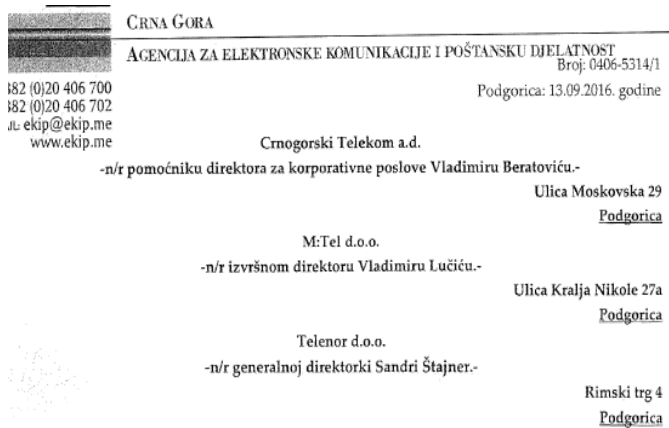 CRNA GORA
AGENCIJA ZA ELEKTRONSKE KOMUNIKACIJE I POŠTANSKU DJELATNOST
Broj: 0406-5314/1
382 (0)20 406 700
Podgorica: 13.09.2016. godine
382 (0)20 406 702
ekip@ekip.me
www.ekip.me
Crnogorski Telekom a.d.
-n/r pomoćniku direktora za korporativne poslove Vladimiru Beratoviću.-
Ulica Moskovska 29
Podgorica
M:Tel d.o.o.
-n/r izvršnom direktoru Vladimiru Lučiću.-
Ulica Kralja Nikole 27a
Podgorica
Telenor d.o.o.
-n/r generalnoj direktorki Sandri Štajner.-
Rimski trg 4
Podgorica